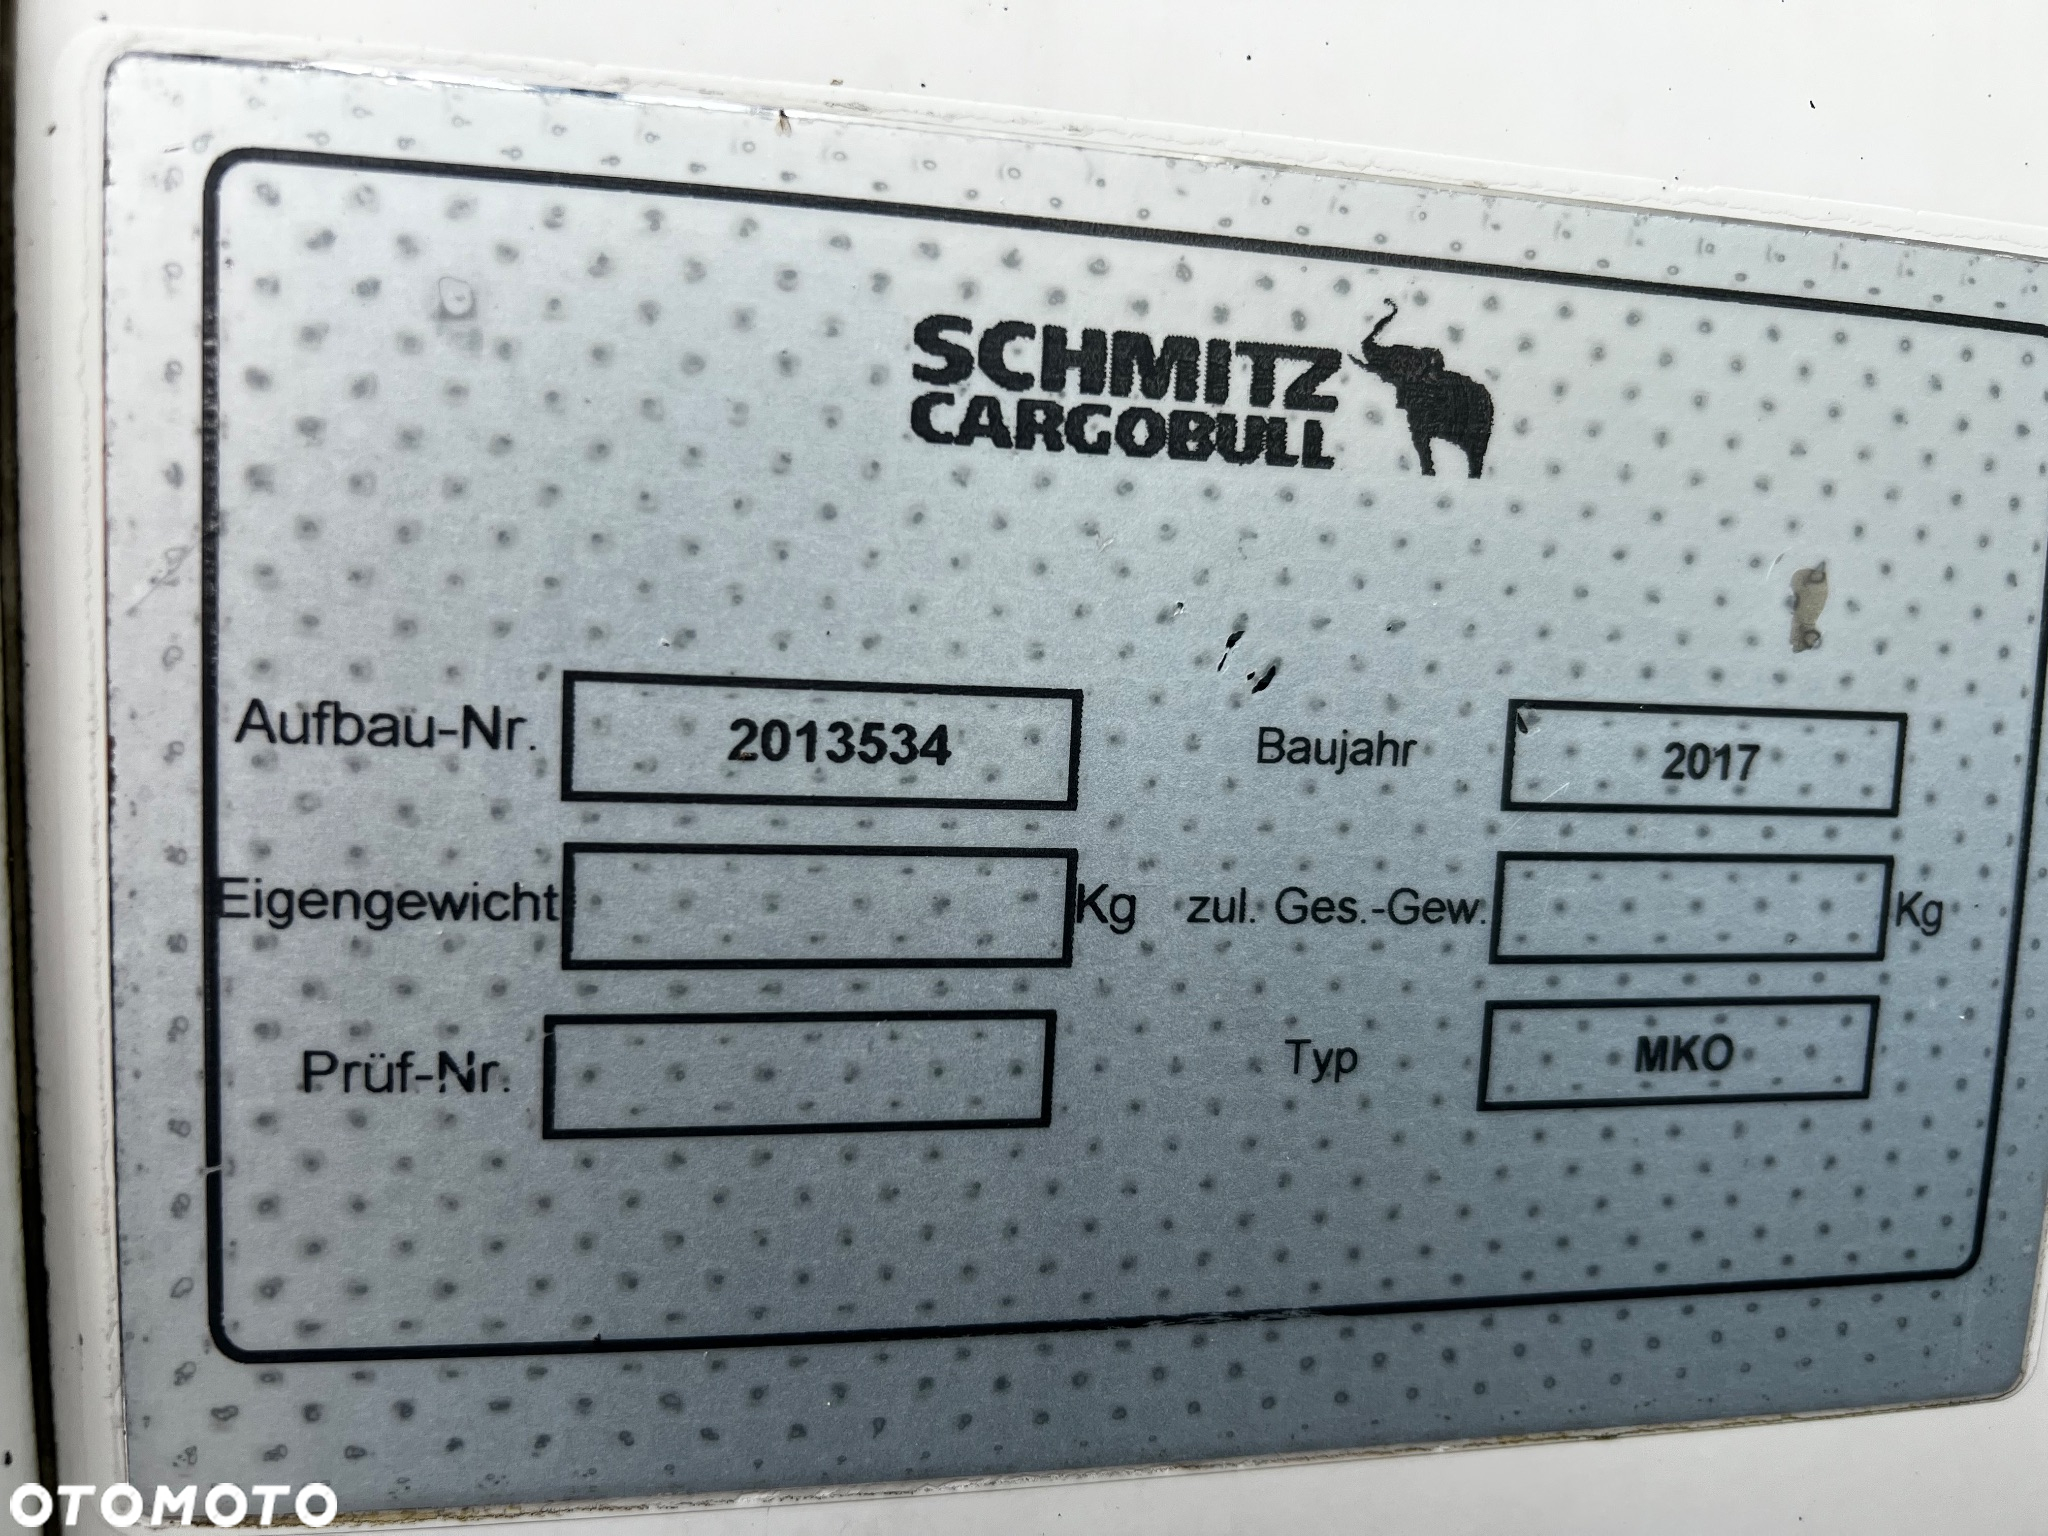 SCHMITZ
CARGOBULL
Aufbau-Nr. 2013534 Baujahr 2017
Eigengewicht Kg zul. Ges.-Gew. Kg
Prüf-Nr. Typ MKO
OTOMOTO